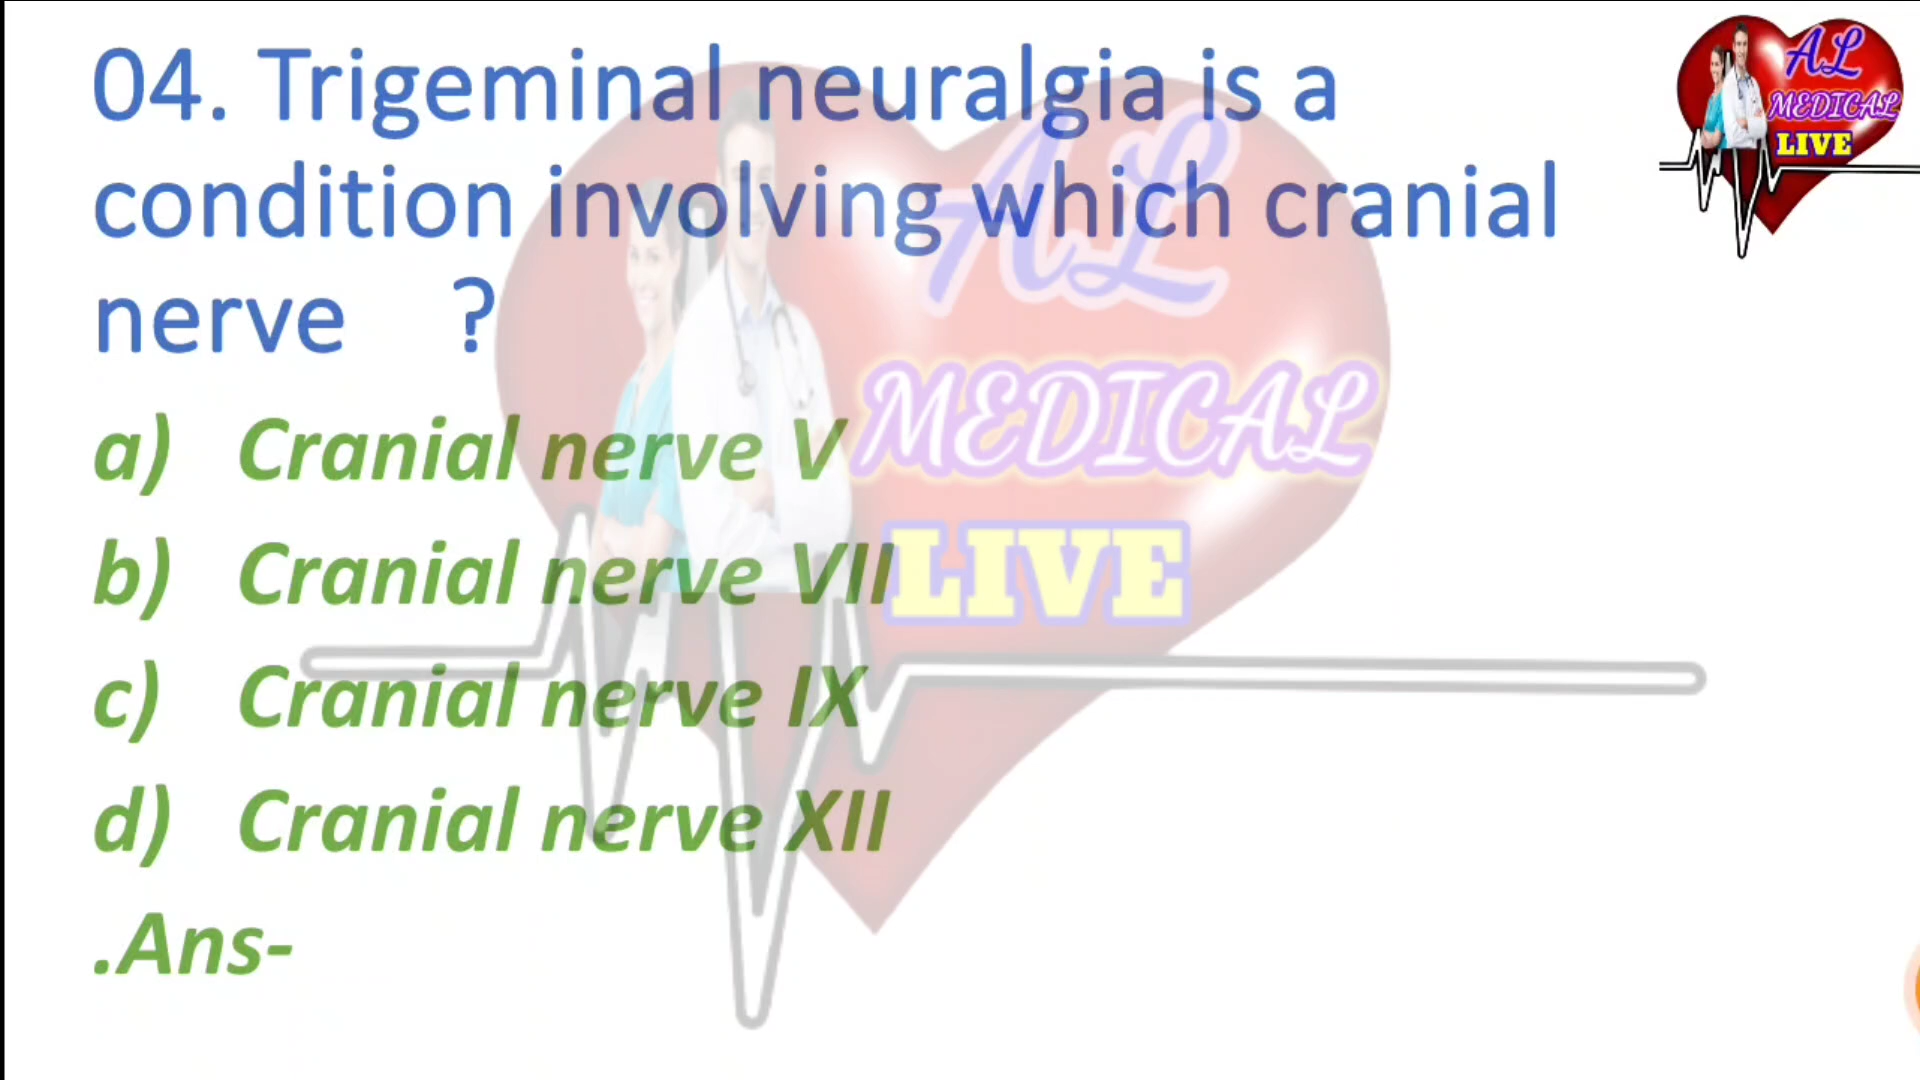 04. Trigeminal neuralgia is a
condition involving which cranial
nerve ?
a) Cranial nerve V
b) Cranial nerve VII
c) Cranial nerve IX
d) Cranial nerve XII
.Ans-
AL
MEDICAL
LIVE
AL
MEDICAL
LIVE